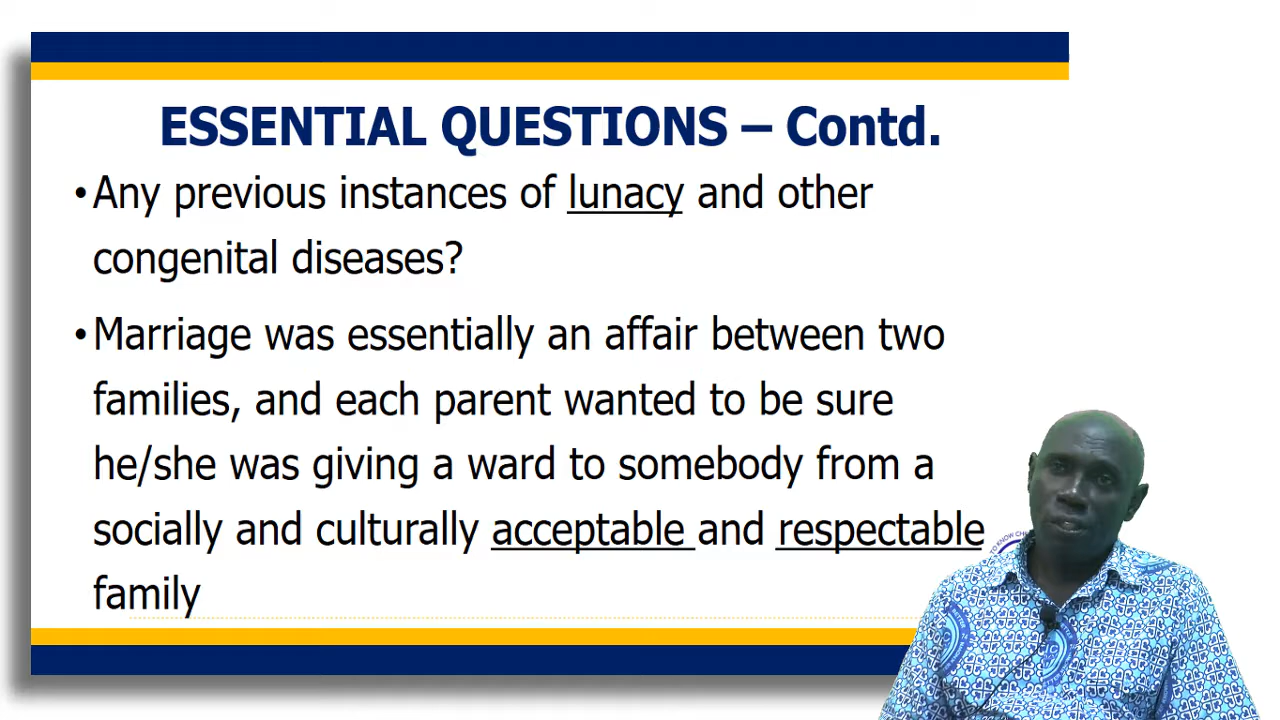 ESSENTIAL QUESTIONS – Contd.
•Any previous instances of lunacy and other
congenital diseases?
•Marriage was essentially an affair between two
families, and each parent wanted to be sure
he/she was giving a ward to somebody from a
socially and culturally acceptable and respectable
family
TO KNOW